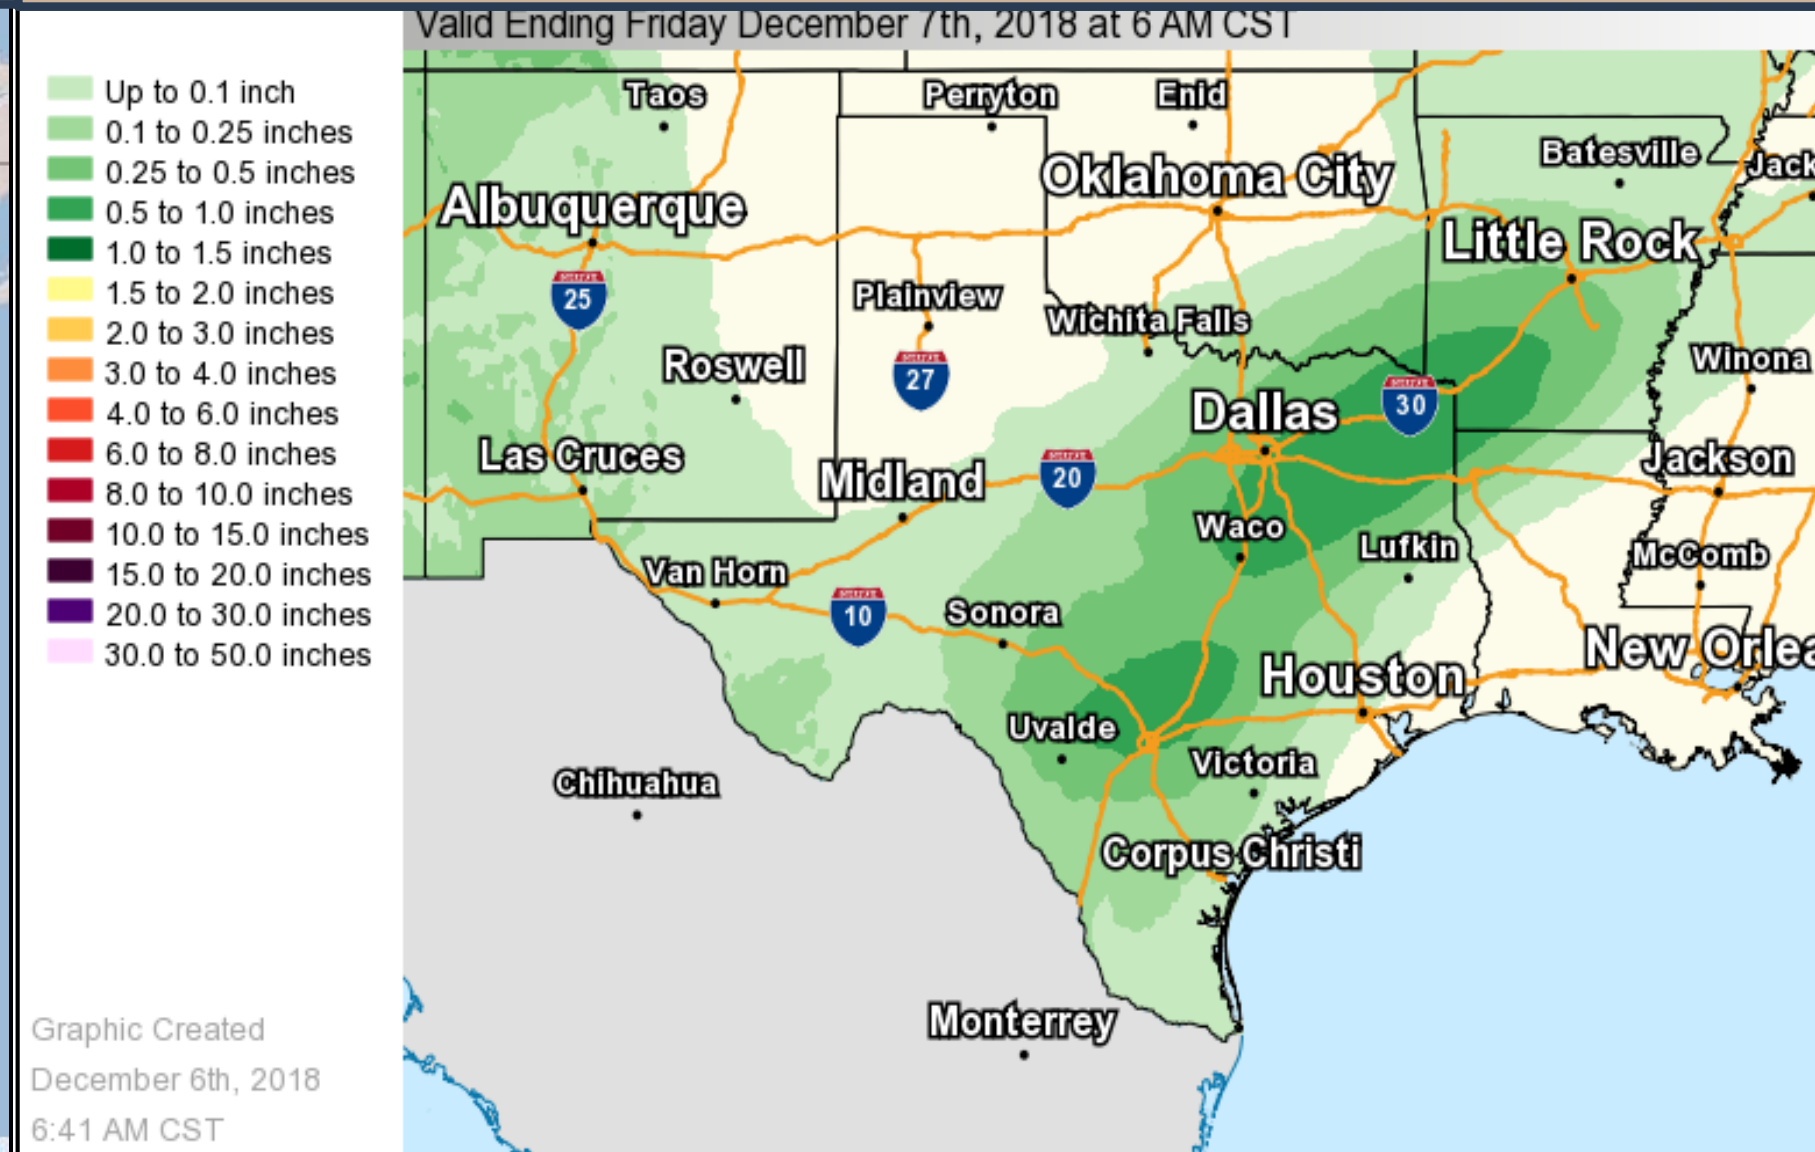 Valid Ending Friday December 7th, 2018 at 6 AM CST
Up to 0.1 inch
0.1 to 0.25 inches
0.25 to 0.5 inches
0.5 to 1.0 inches
1.0 to 1.5 inches
1.5 to 2.0 inches
2.0 to 3.0 inches
3.0 to 4.0 inches
4.0 to 6.0 inches
6.0 to 8.0 inches
8.0 to 10.0 inches
10.0 to 15.0 inches
15.0 to 20.0 inches
20.0 to 30.0 inches
30.0 to 50.0 inches
Graphic Created
December 6th, 2018
6:41 AM CST
Taos
Perryton
Enid
Batesville
Jack
Oklahoma City
Albuquerque
Little Rock
25
Plainview
Wichita Falls
Winona
Roswell
27
30
Dallas
Las Cruces
Midland
20
Jackson
Waco
Lufkin
McComb
Van Horn
10
Sonora
New Orlea
Houston
Uvalde
Victoria
Chihuahua
Corpus Christi
Monterrey